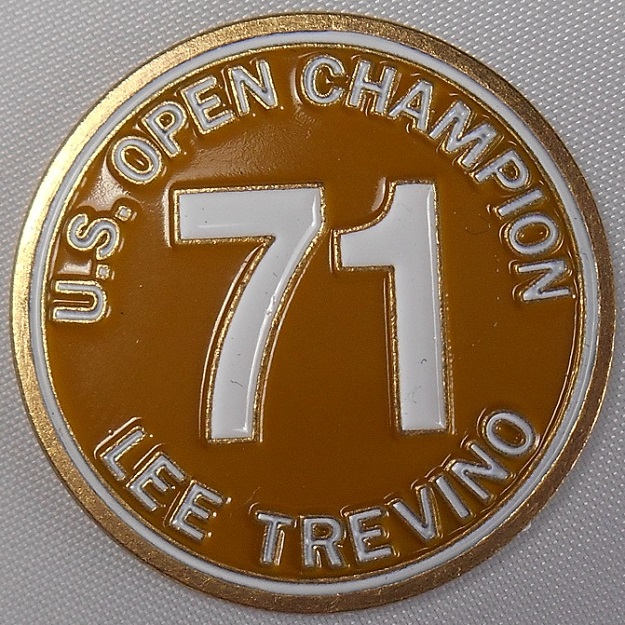 U.S. OPEN CHAMPION
71
LEE TREVINO